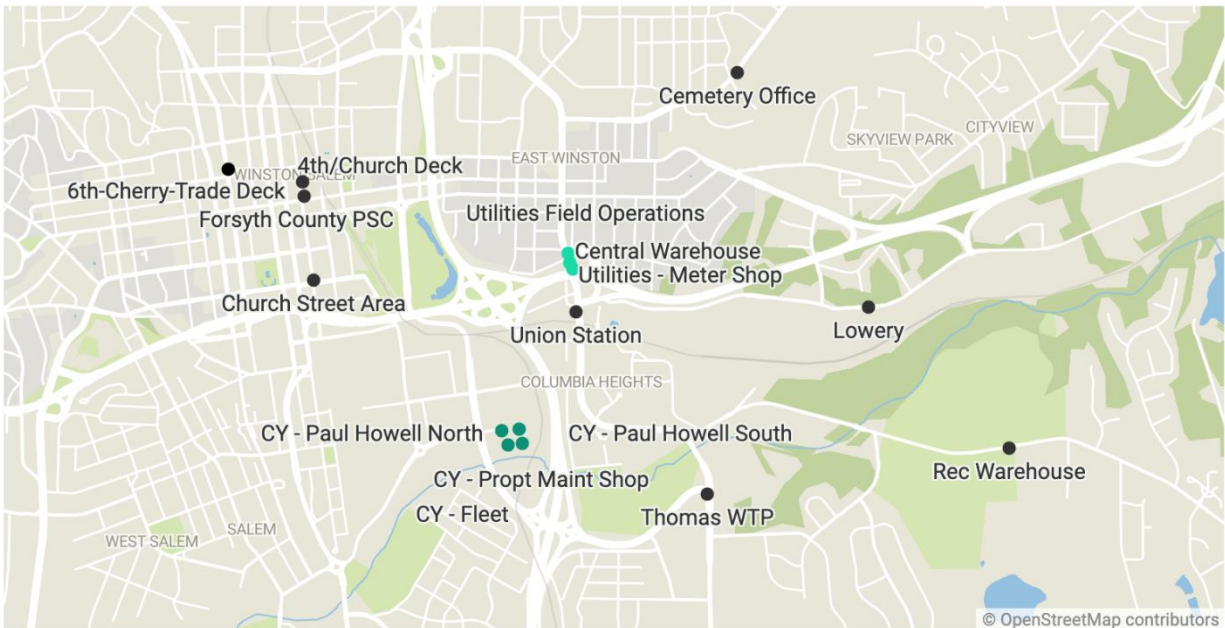 Cemetery Office
CITYVIEW
SKYVIEW PARK
EAST WINSTON
4th/Church Deck
WINSTON-SALEM
6th-Cherry-Trade Deck
Forsyth County PSC
Utilities Field Operations
Central Warehouse
Utilities - Meter Shop
Church Street Area
Union Station
Lowery
COLUMBIA HEIGHTS
CY - Paul Howell North
CY - Paul Howell South
Rec Warehouse
CY - Propt Maint Shop
CY - Fleet
Thomas WTP
SALEM
WEST SALEM
© OpenStreetMap contributors